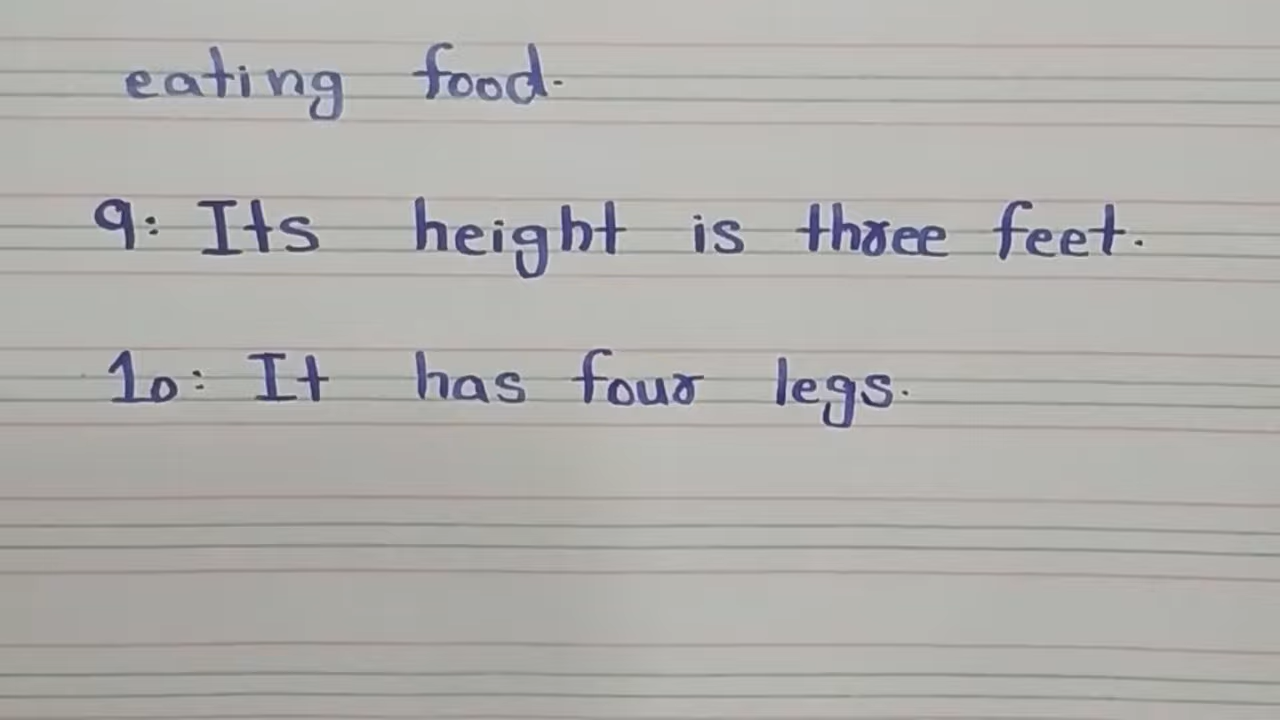 eating food.
9: Its height is three feet.
10: It has four legs.